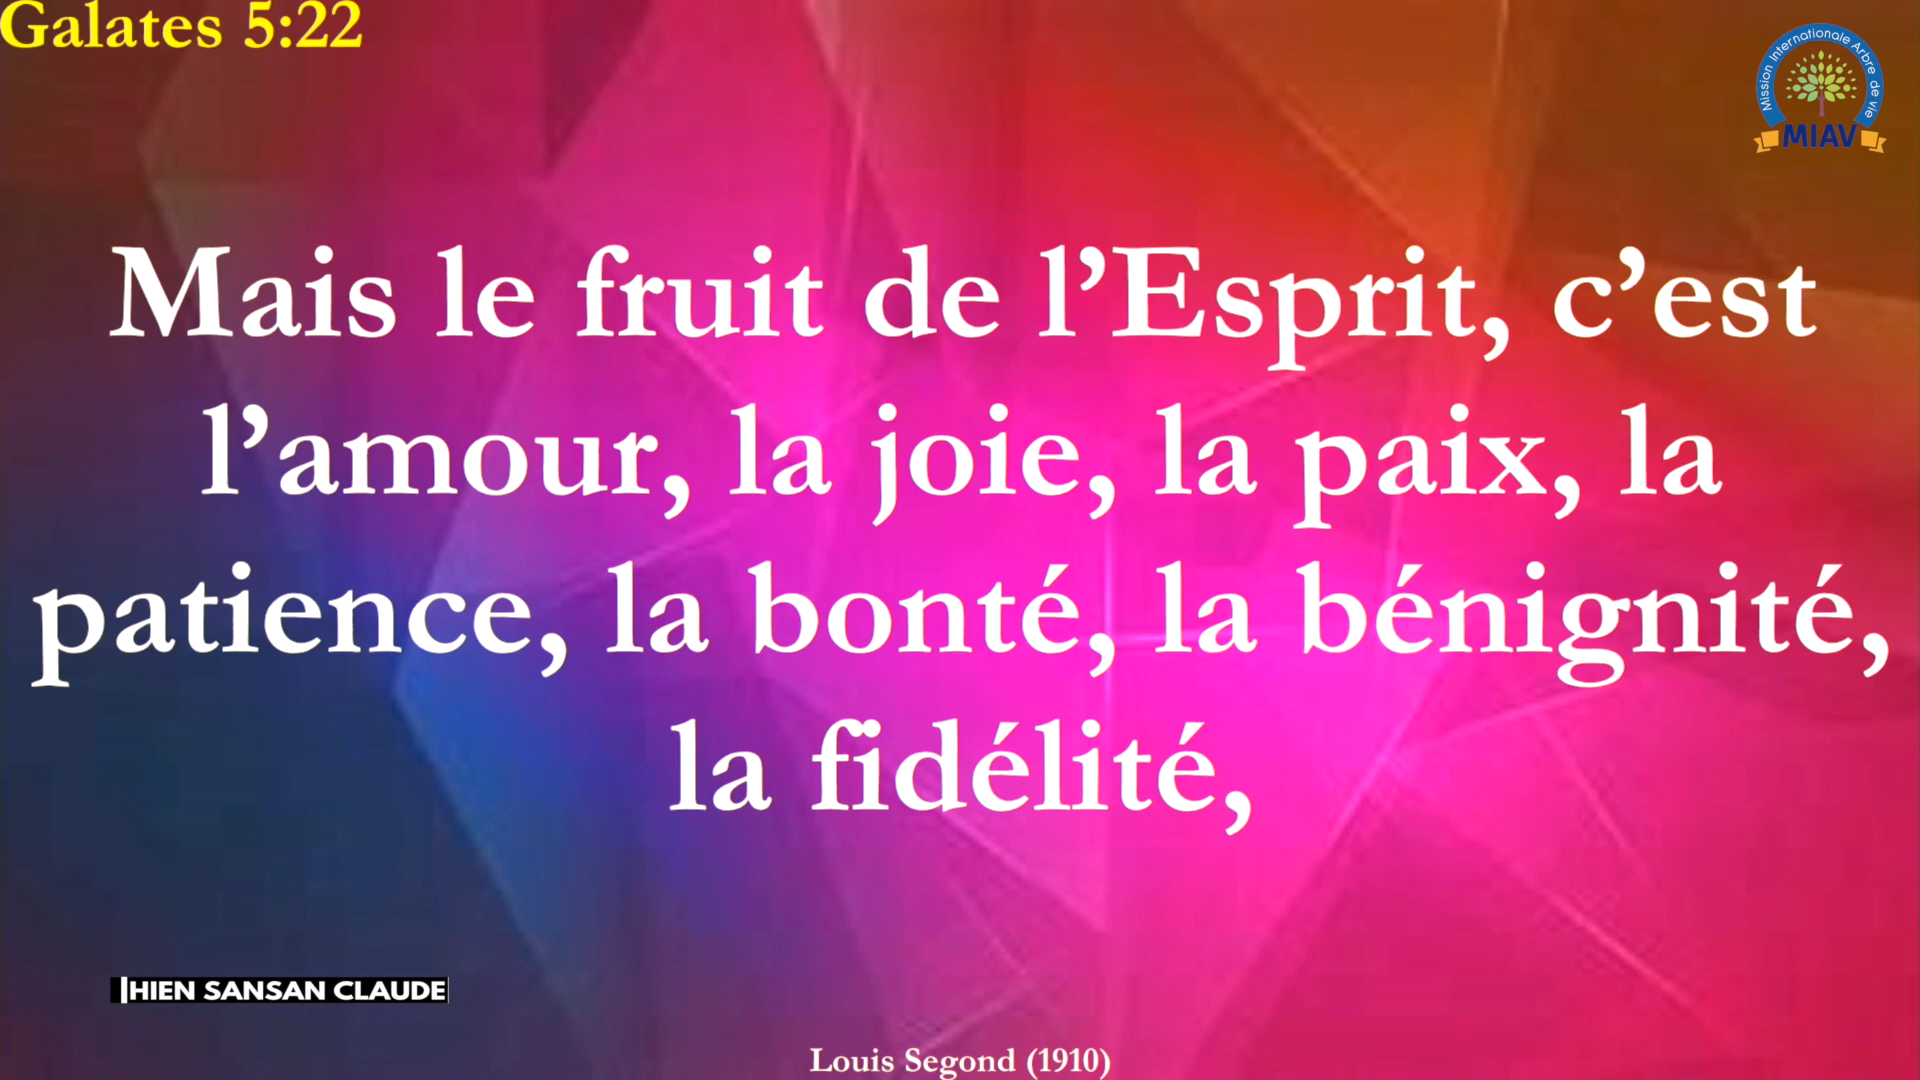 Galates 5:22
Mission Internationale Arbre de vie
MIAV
Mais le fruit de l’Esprit, c’est
l’amour, la joie, la paix, la
patience, la bonté, la bénignité,
la fidélité,
HIEN SANSAN CLAUDE
Louis Segond (1910)